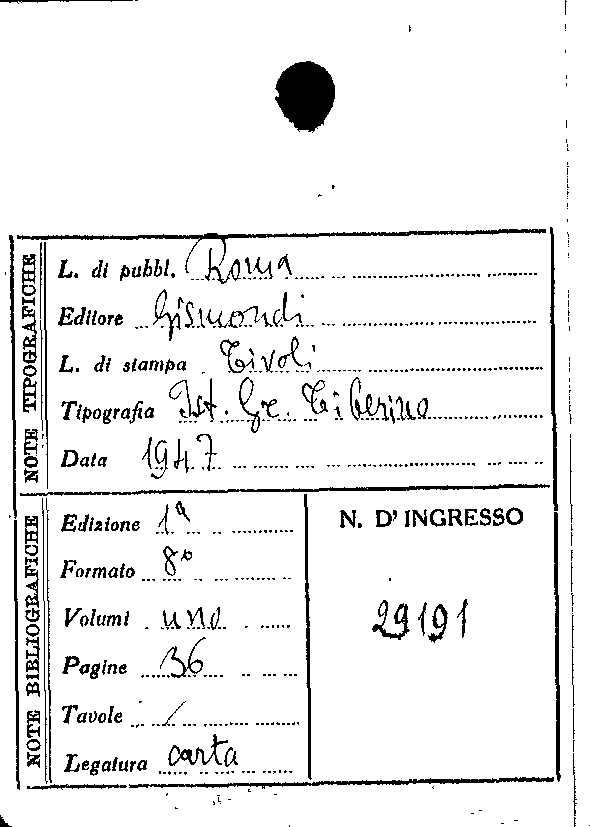 NOTE TIPOGRAFICHE
L. di pubbl. Roma
Editore Gismondi
L. di stampa Tivoli
Tipografia Ist. Gr. Tiberino
Data 1947
NOTE BIBLIOGRAFICHE
Edizione 1ª
Formato 8º
Volumi uno
Pagine 36
Tavole /
Legatura carta
N. D'INGRESSO
29191